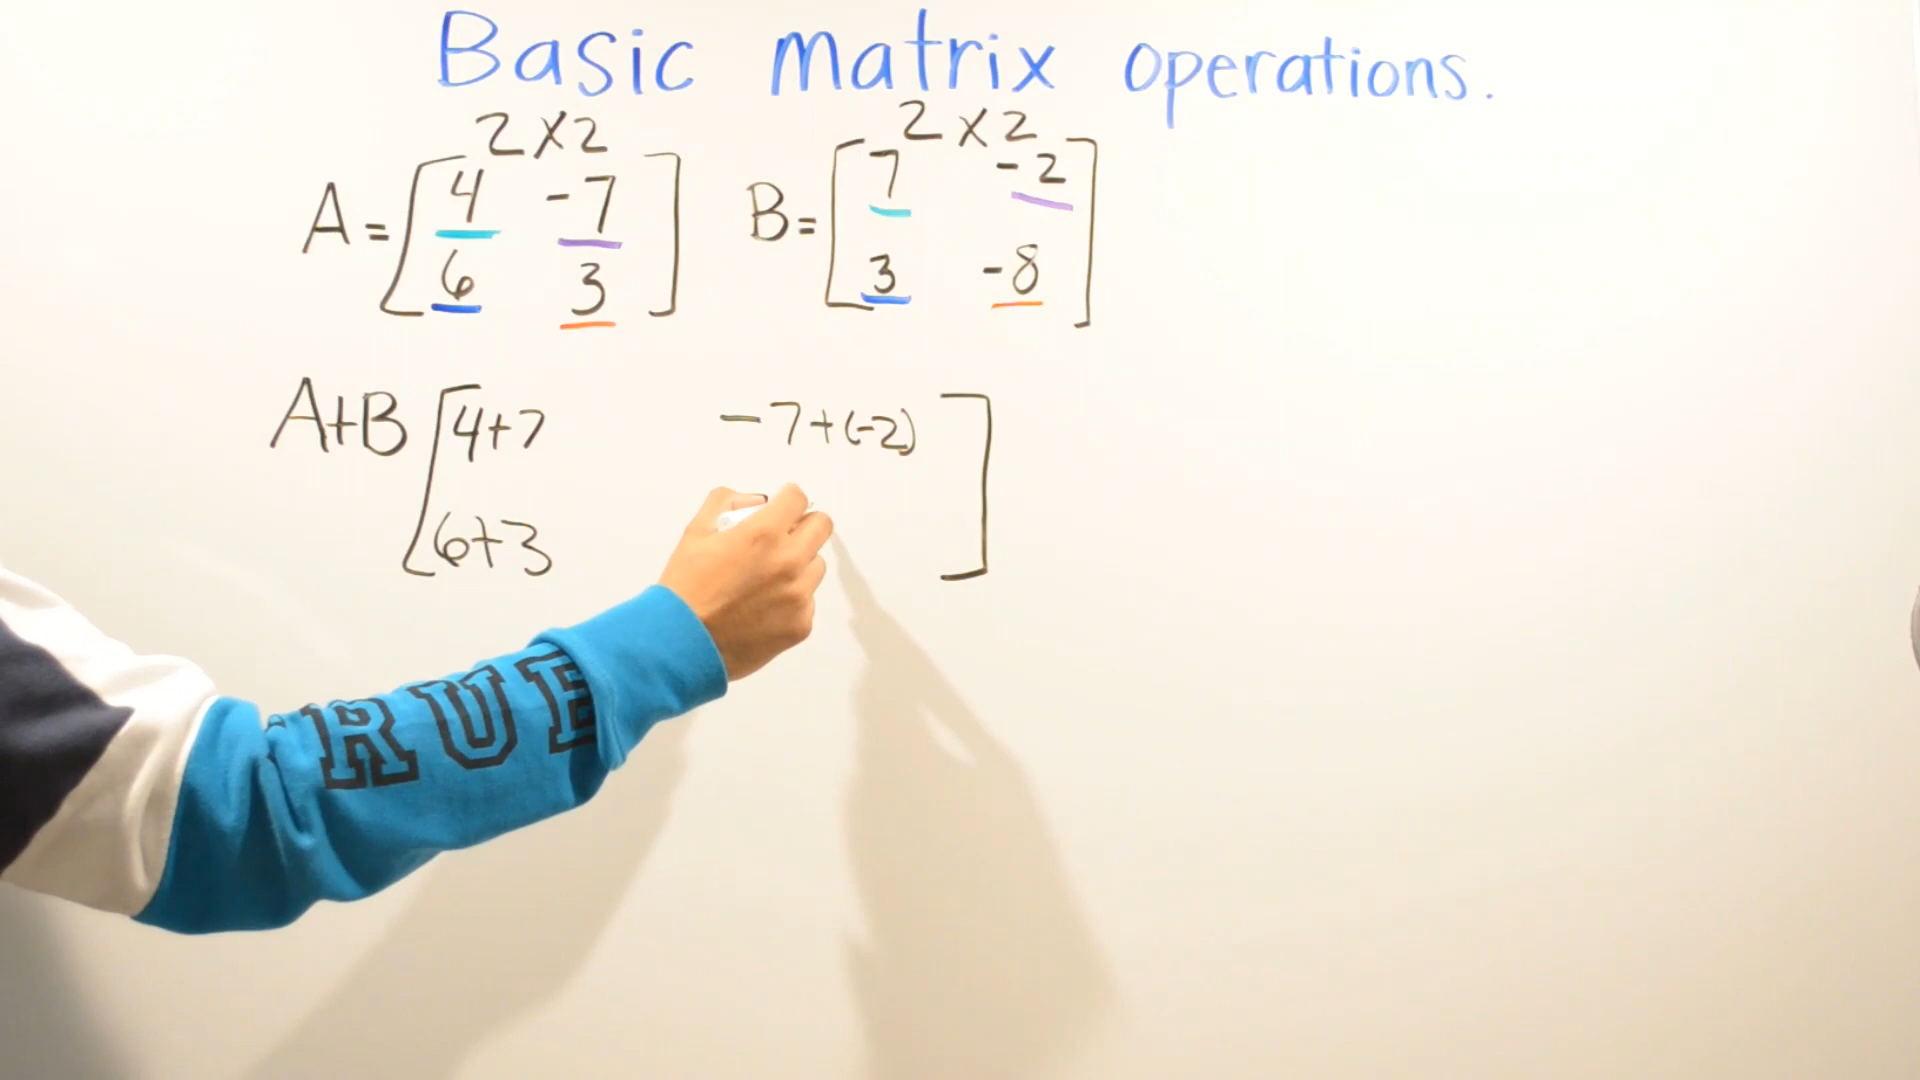 Basic matrix operations.
2x2 2x2
A = [ 4 -7 ] B = [ 7 -2 ]
6 3 3 -8
A+B [ 4+7 -7+(-2) ]
6+3
RUE